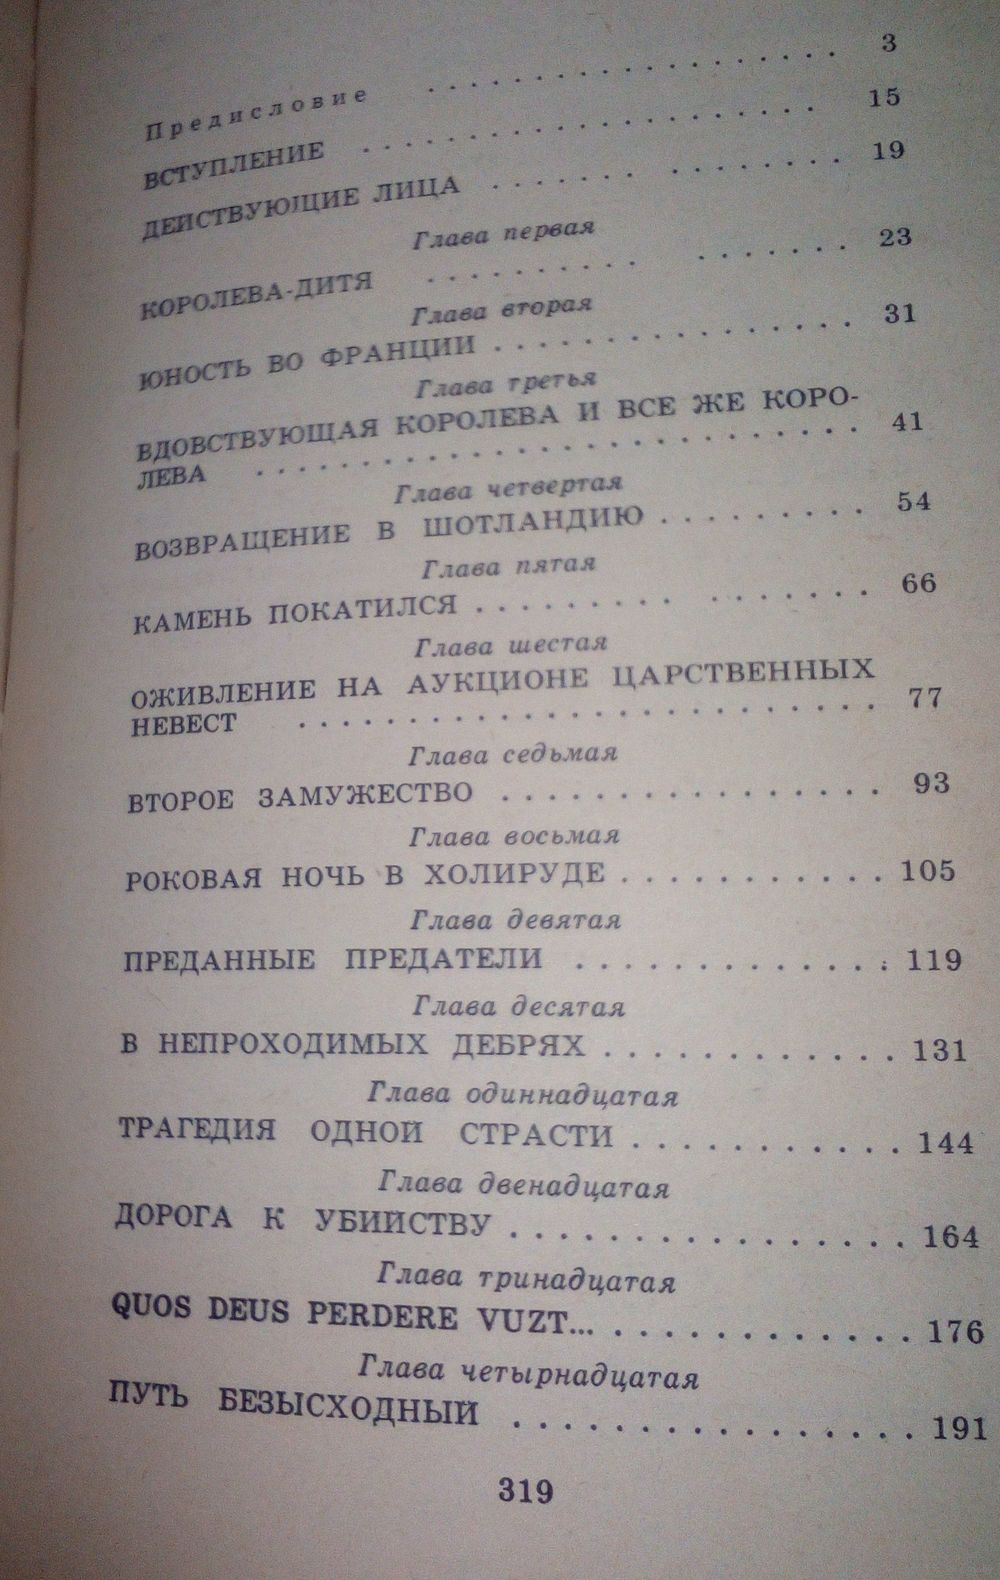 Предисловие . . . . . . . . . . . . . . . . . 3
ВСТУПЛЕНИЕ . . . . . . . . . . . . . . . . . . . 15
ДЕЙСТВУЮЩИЕ ЛИЦА . . . . . . . . . . . . . . 19
Глава первая
КОРОЛЕВА-ДИТЯ . . . . . . . . . . . . . . . . 23
Глава вторая
ЮНОСТЬ ВО ФРАНЦИИ . . . . . . . . . . . . . . 31
Глава третья
ВДОВСТВУЮЩАЯ КОРОЛЕВА И ВСЕ ЖЕ КОРО-
ЛЕВА . . . . . . . . . . . . . . . . . . . . . . 41
Глава четвертая
ВОЗВРАЩЕНИЕ В ШОТЛАНДИЮ . . . . . . . . . 54
Глава пятая
КАМЕНЬ ПОКАТИЛСЯ . . . . . . . . . . . . . . 66
Глава шестая
ОЖИВЛЕНИЕ НА АУКЦИОНЕ ЦАРСТВЕННЫХ
НЕВЕСТ . . . . . . . . . . . . . . . . . . . . . 77
Глава седьмая
ВТОРОЕ ЗАМУЖЕСТВО . . . . . . . . . . . . . . 93
Глава восьмая
РОКОВАЯ НОЧЬ В ХОЛИРУДЕ . . . . . . . . . . 105
Глава девятая
ПРЕДАННЫЕ ПРЕДАТЕЛИ . . . . . . . . . . . 119
Глава десятая
В НЕПРОХОДИМЫХ ДЕБРЯХ . . . . . . . . . . . 131
Глава одиннадцатая
ТРАГЕДИЯ ОДНОЙ СТРАСТИ . . . . . . . . . . 144
Глава двенадцатая
ДОРОГА К УБИЙСТВУ . . . . . . . . . . . . . . 164
Глава тринадцатая
QUOS DEUS PERDERE VUZT... . . . . . . . . . . . 176
Глава четырнадцатая
ПУТЬ БЕЗЫСХОДНЫЙ . . . . . . . . . . . . . . 191
319